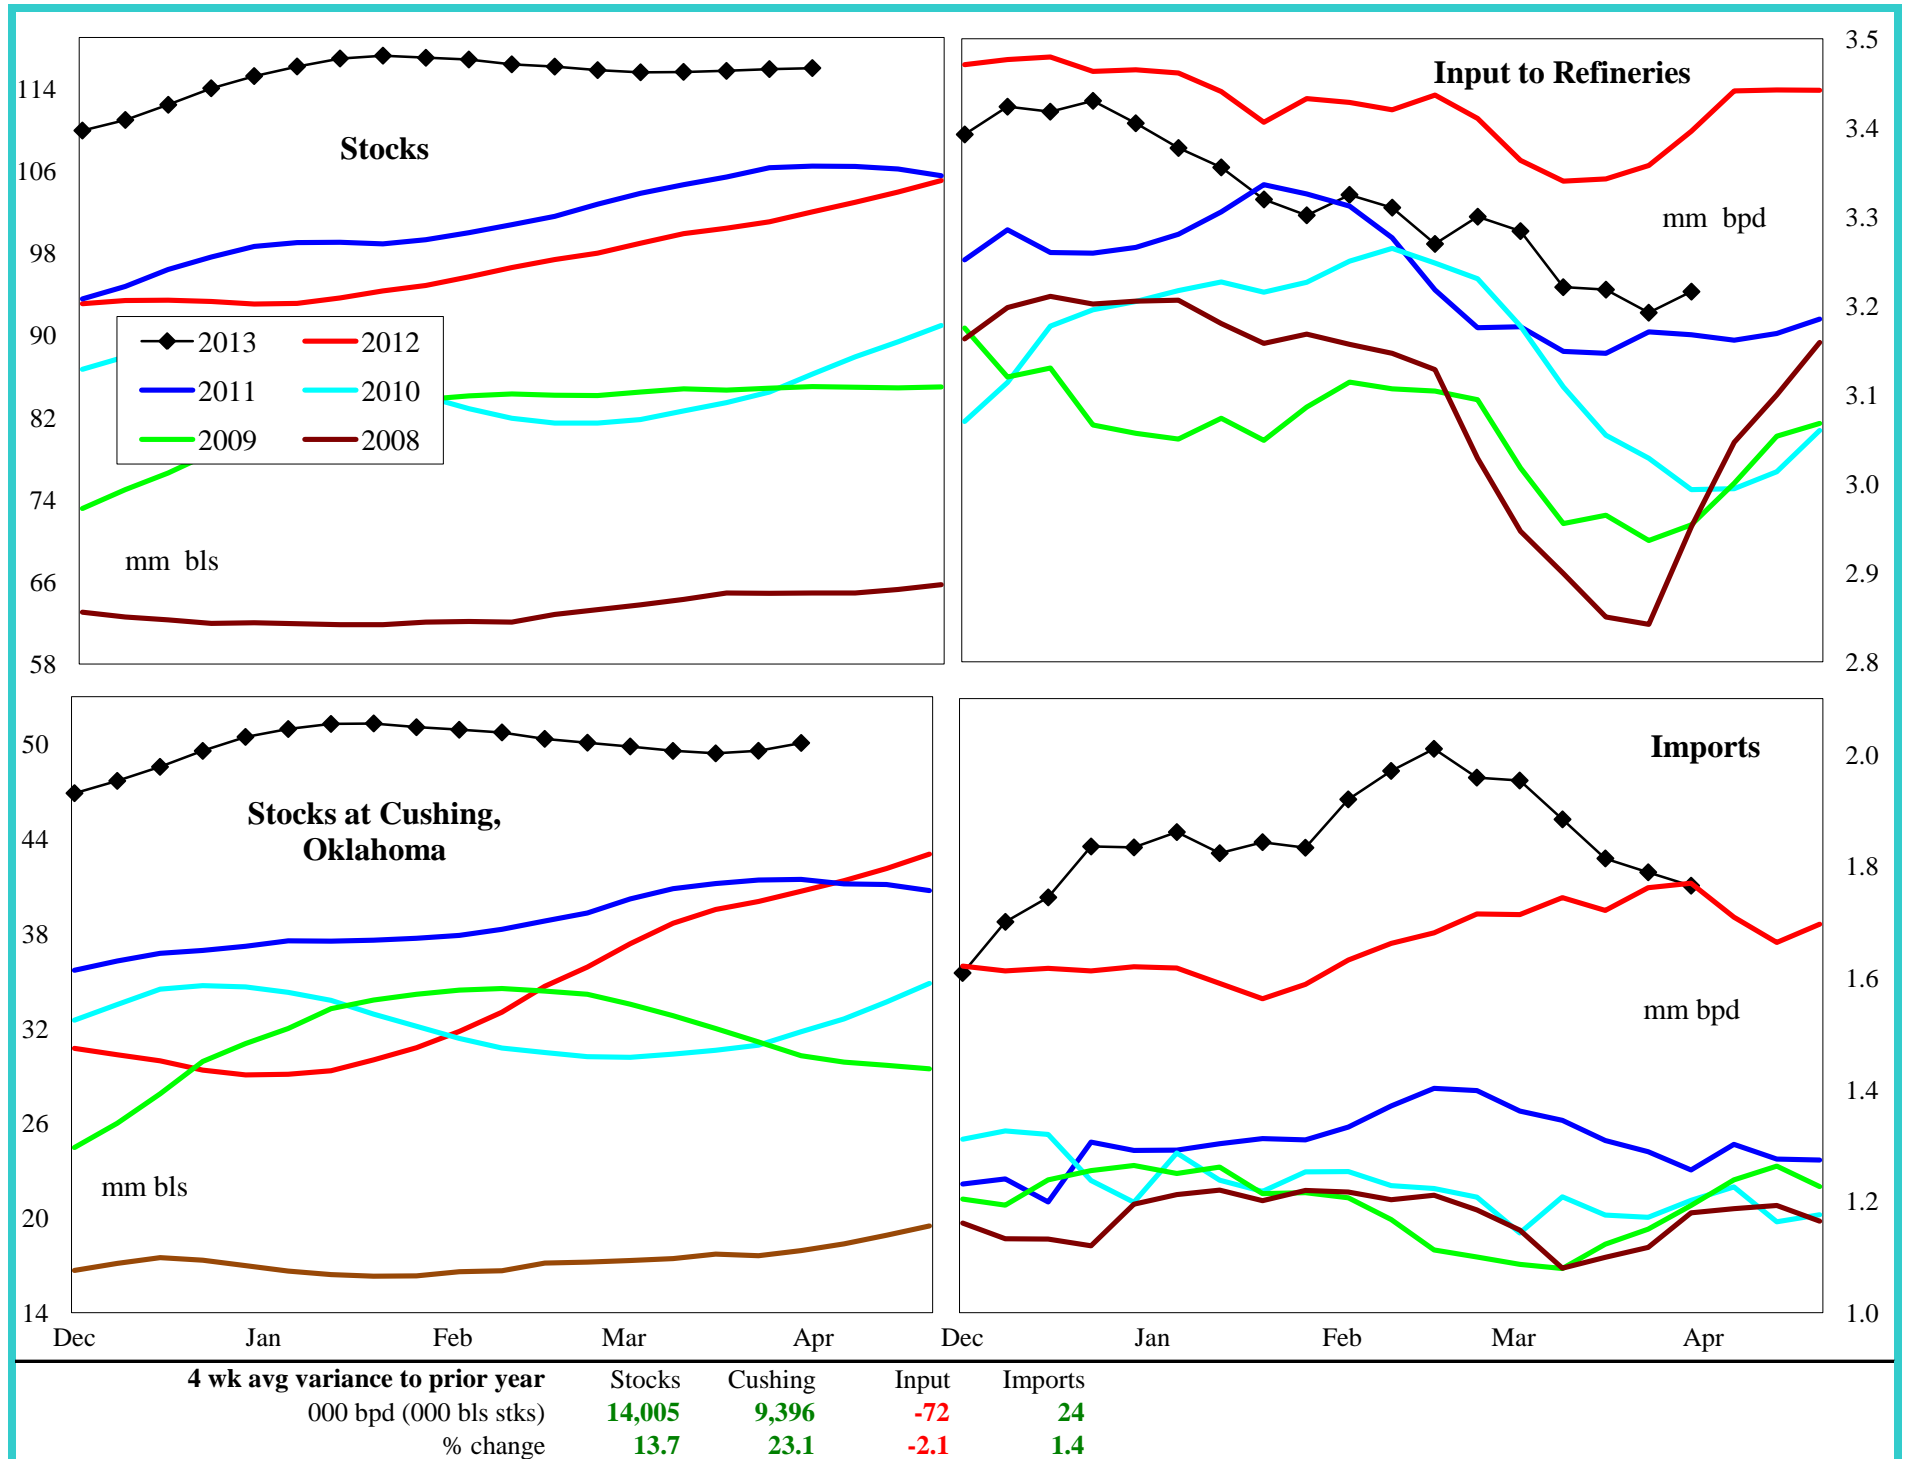 114
106
98
90
82
74
66
58
Stocks
2013 2012
2011 2010
2009 2008
mm bls
Input to Refineries
mm bpd
3.5
3.4
3.3
3.2
3.1
3.0
2.9
2.8
50
44
38
32
26
20
14
Stocks at Cushing,
Oklahoma
mm bls
Dec Jan Feb Mar Apr
Imports
mm bpd
2.0
1.8
1.6
1.4
1.2
1.0
Dec Jan Feb Mar Apr
4 wk avg variance to prior year Stocks Cushing Input Imports
000 bpd (000 bls stks) 14,005 9,396 -72 24
% change 13.7 23.1 -2.1 1.4